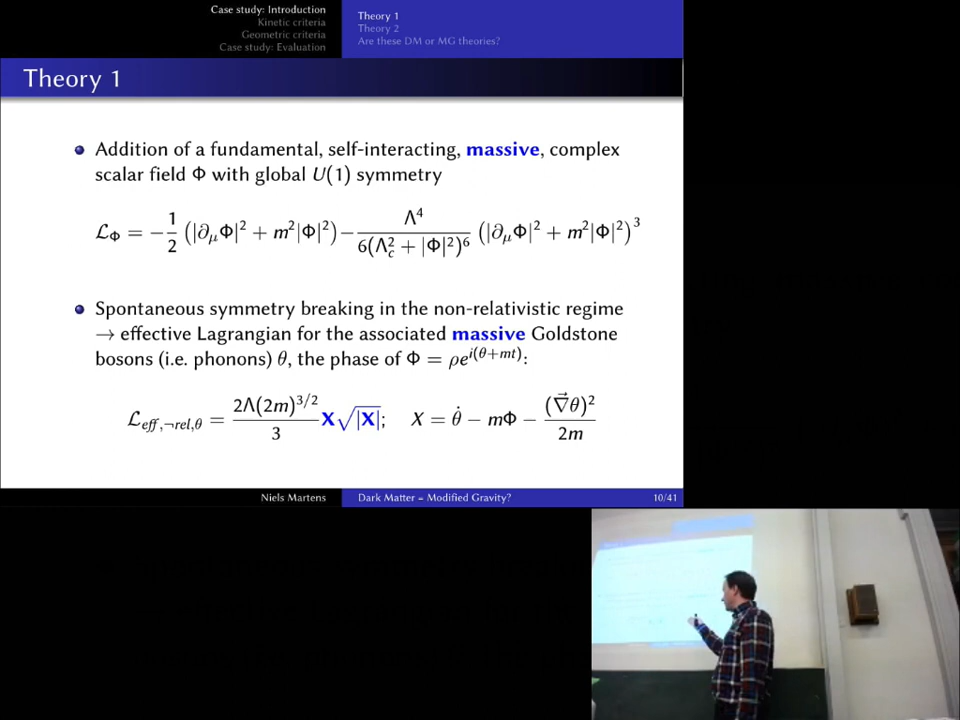 Case study: Introduction
Kinetic criteria
Geometric criteria
Case study: Evaluation
Theory 1
Theory 2
Are these DM or MG theories?
Theory 1
Addition of a fundamental, self-interacting, massive, complex
scalar field Φ with global U(1) symmetry
ℒ_Φ = −1/2 (|∂_μΦ|² + m²|Φ|²) − Λ⁴/(6(Λ_c² + |Φ|²)⁶) (|∂_μΦ|² + m²|Φ|²)³
Spontaneous symmetry breaking in the non-relativistic regime
→ effective Lagrangian for the associated massive Goldstone
bosons (i.e. phonons) θ, the phase of Φ = ρe^{i(θ+mt)}:
ℒ_{eff,¬rel,θ} = 2Λ(2m)^{3/2}/3 X√|X|; X = θ̇ − mΦ − (∇⃗θ)²/2m
Niels Martens
Dark Matter = Modified Gravity?
10/41